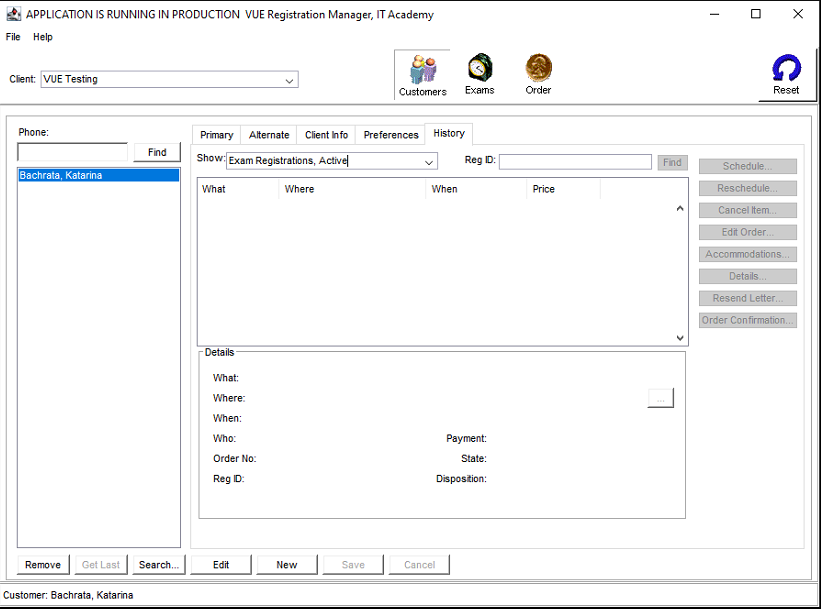 APPLICATION IS RUNNING IN PRODUCTION VUE Registration Manager, IT Academy
File Help
Client: VUE Testing
Customers Exams Order Reset
Phone:
Find
Bachrata, Katarina
Primary Alternate Client Info Preferences History
Show: Exam Registrations, Active Reg ID: Find
What Where When Price
Schedule...
Reschedule...
Cancel Item...
Edit Order...
Accommodations...
Details...
Resend Letter...
Order Confirmation...
Details
What:
Where: ...
When:
Who: Payment:
Order No: State:
Reg ID: Disposition:
Remove Get Last Search... Edit New Save Cancel
Customer: Bachrata, Katarina